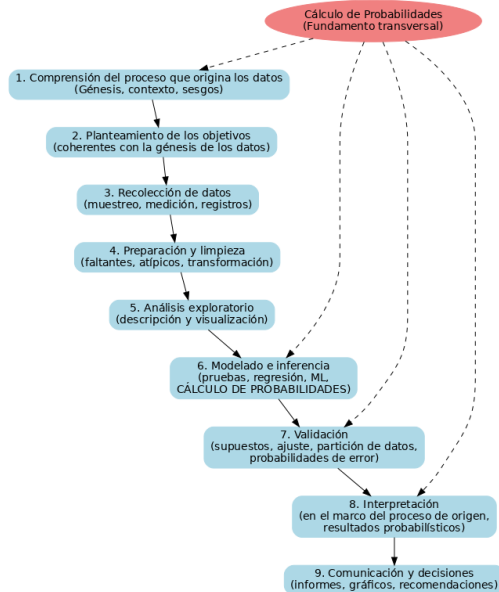 Cálculo de Probabilidades
(Fundamento transversal)
1. Comprensión del proceso que origina los datos
(Génesis, contexto, sesgos)
2. Planteamiento de los objetivos
(coherentes con la génesis de los datos)
3. Recolección de datos
(muestreo, medición, registros)
4. Preparación y limpieza
(faltantes, atípicos, transformación)
5. Análisis exploratorio
(descripción y visualización)
6. Modelado e inferencia
(pruebas, regresión, ML,
CÁLCULO DE PROBABILIDADES)
7. Validación
(supuestos, ajuste, partición de datos,
probabilidades de error)
8. Interpretación
(en el marco del proceso de origen,
resultados probabilísticos)
9. Comunicación y decisiones
(informes, gráficos, recomendaciones)